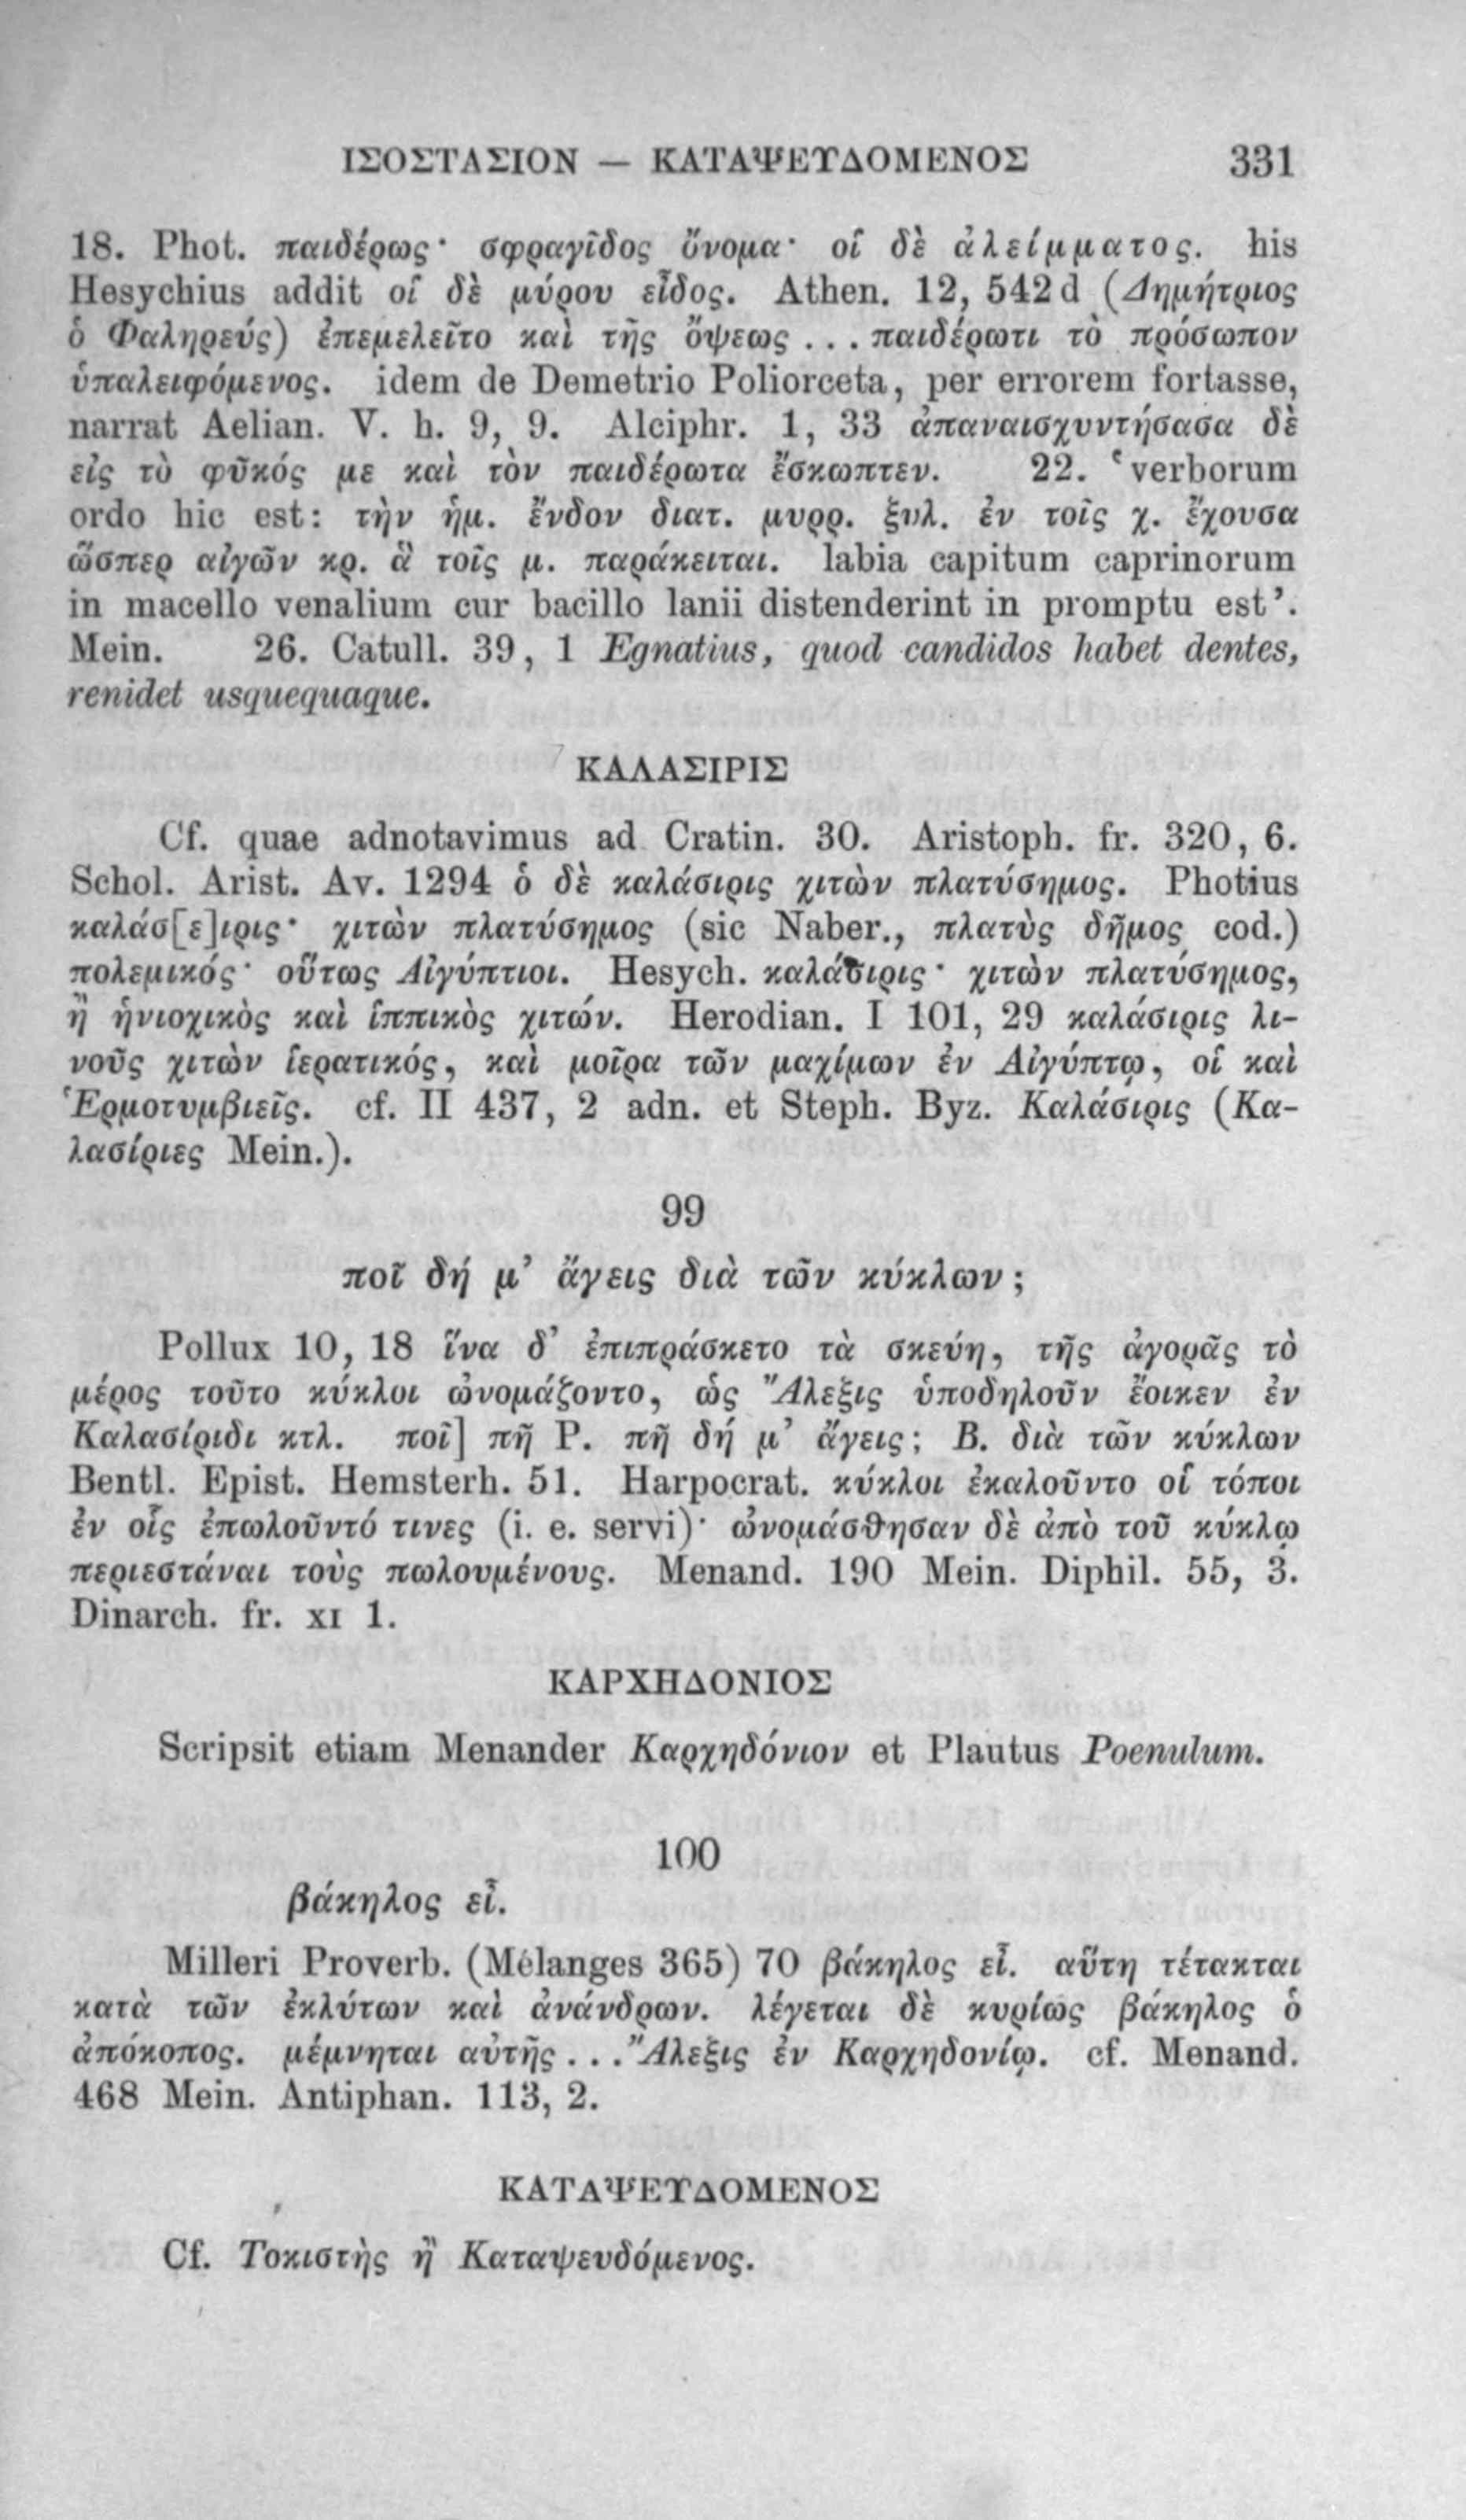 ΙΣΟΣΤΑΣΙΟΝ — ΚΑΤΑΨΕΥΔΟΜΕΝΟΣ 331
18. Phot. παιδέρως· σφραγῖδος ὄνομα· οἱ δὲ ἀλείμματος. his
Hesychius addit οἱ δὲ μύρου εἶδος. Athen. 12, 542 d (Δημήτριος
ὁ Φαληρεύς) ἐπεμελεῖτο καὶ τῆς ὄψεως . . . παιδέρωτι τὸ πρόσωπον
ὑπαλειφόμενος. idem de Demetrio Poliorceta, per errorem fortasse,
narrat Aelian. V. h. 9, 9. Alciphr. 1, 33 ἀπαναισχυντήσασα δὲ
εἰς τὸ φῦκός με καὶ τὸν παιδέρωτα ἔσκωπτεν. 22. ‘verborum
ordo hic est: τὴν ἡμ. ἔνδον διατ. μυρρ. ξυλ. ἐν τοῖς χ. ἔχουσα
ὥσπερ αἰγῶν κρ. ἃ τοῖς μ. παράκειται. labia capitum caprinorum
in macello venalium cur bacillo lanii distenderint in promptu est’.
Mein. 26. Catull. 39, 1 Egnatius, quod candidos habet dentes,
renidet usquequaque.
ΚΑΛΑΣΙΡΙΣ
Cf. quae adnotavimus ad Cratin. 30. Aristoph. fr. 320, 6.
Schol. Arist. Av. 1294 ὁ δὲ καλάσιρις χιτὼν πλατύσημος. Photius
καλάσ[ε]ιρις· χιτὼν πλατύσημος (sic Naber., πλατὺς δῆμος cod.)
πολεμικός· οὕτως Αἰγύπτιοι. Hesych. καλάσιρις· χιτὼν πλατύσημος,
ἢ ἡνιοχικὸς καὶ ἱππικὸς χιτών. Herodian. I 101, 29 καλάσιρις λι-
νοῦς χιτὼν ἱερατικός, καὶ μοῖρα τῶν μαχίμων ἐν Αἰγύπτῳ, οἱ καὶ
Ἑρμοτυμβιεῖς. cf. II 437, 2 adn. et Steph. Byz. Καλάσιρις (Κα-
λασίριες Mein.).
99
ποῖ δή μ’ ἄγεις διὰ τῶν κύκλων;
Pollux 10, 18 ἵνα δ’ ἐπιπράσκετο τὰ σκεύη, τῆς ἀγορᾶς τὸ
μέρος τοῦτο κύκλοι ὠνομάζοντο, ὡς Ἄλεξις ὑποδηλοῦν ἔοικεν ἐν
Καλασίριδι κτλ. ποῖ] πῆ P. πῆ δή μ’ ἄγεις; B. διὰ τῶν κύκλων
Bentl. Epist. Hemsterh. 51. Harpocrat. κύκλοι ἐκαλοῦντο οἱ τόποι
ἐν οἷς ἐπωλοῦντό τινες (i. e. servi)· ὠνομάσθησαν δὲ ἀπὸ τοῦ κύκλῳ
περιεστάναι τοὺς πωλουμένους. Menand. 190 Mein. Diphil. 55, 3.
Dinarch. fr. XI 1.
ΚΑΡΧΗΔΟΝΙΟΣ
Scripsit etiam Menander Καρχηδόνιον et Plautus Poenulum.
100
βάκηλος εἶ.
Milleri Proverb. (Mélanges 365) 70 βάκηλος εἶ. αὕτη τέτακται
κατὰ τῶν ἐκλύτων καὶ ἀνάνδρων. λέγεται δὲ κυρίως βάκηλος ὁ
ἀπόκοπος. μέμνηται αὐτῆς . . . Ἄλεξις ἐν Καρχηδονίῳ. cf. Menand.
468 Mein. Antiphan. 113, 2.
ΚΑΤΑΨΕΥΔΟΜΕΝΟΣ
Cf. Τοκιστὴς ἢ Καταψευδόμενος.